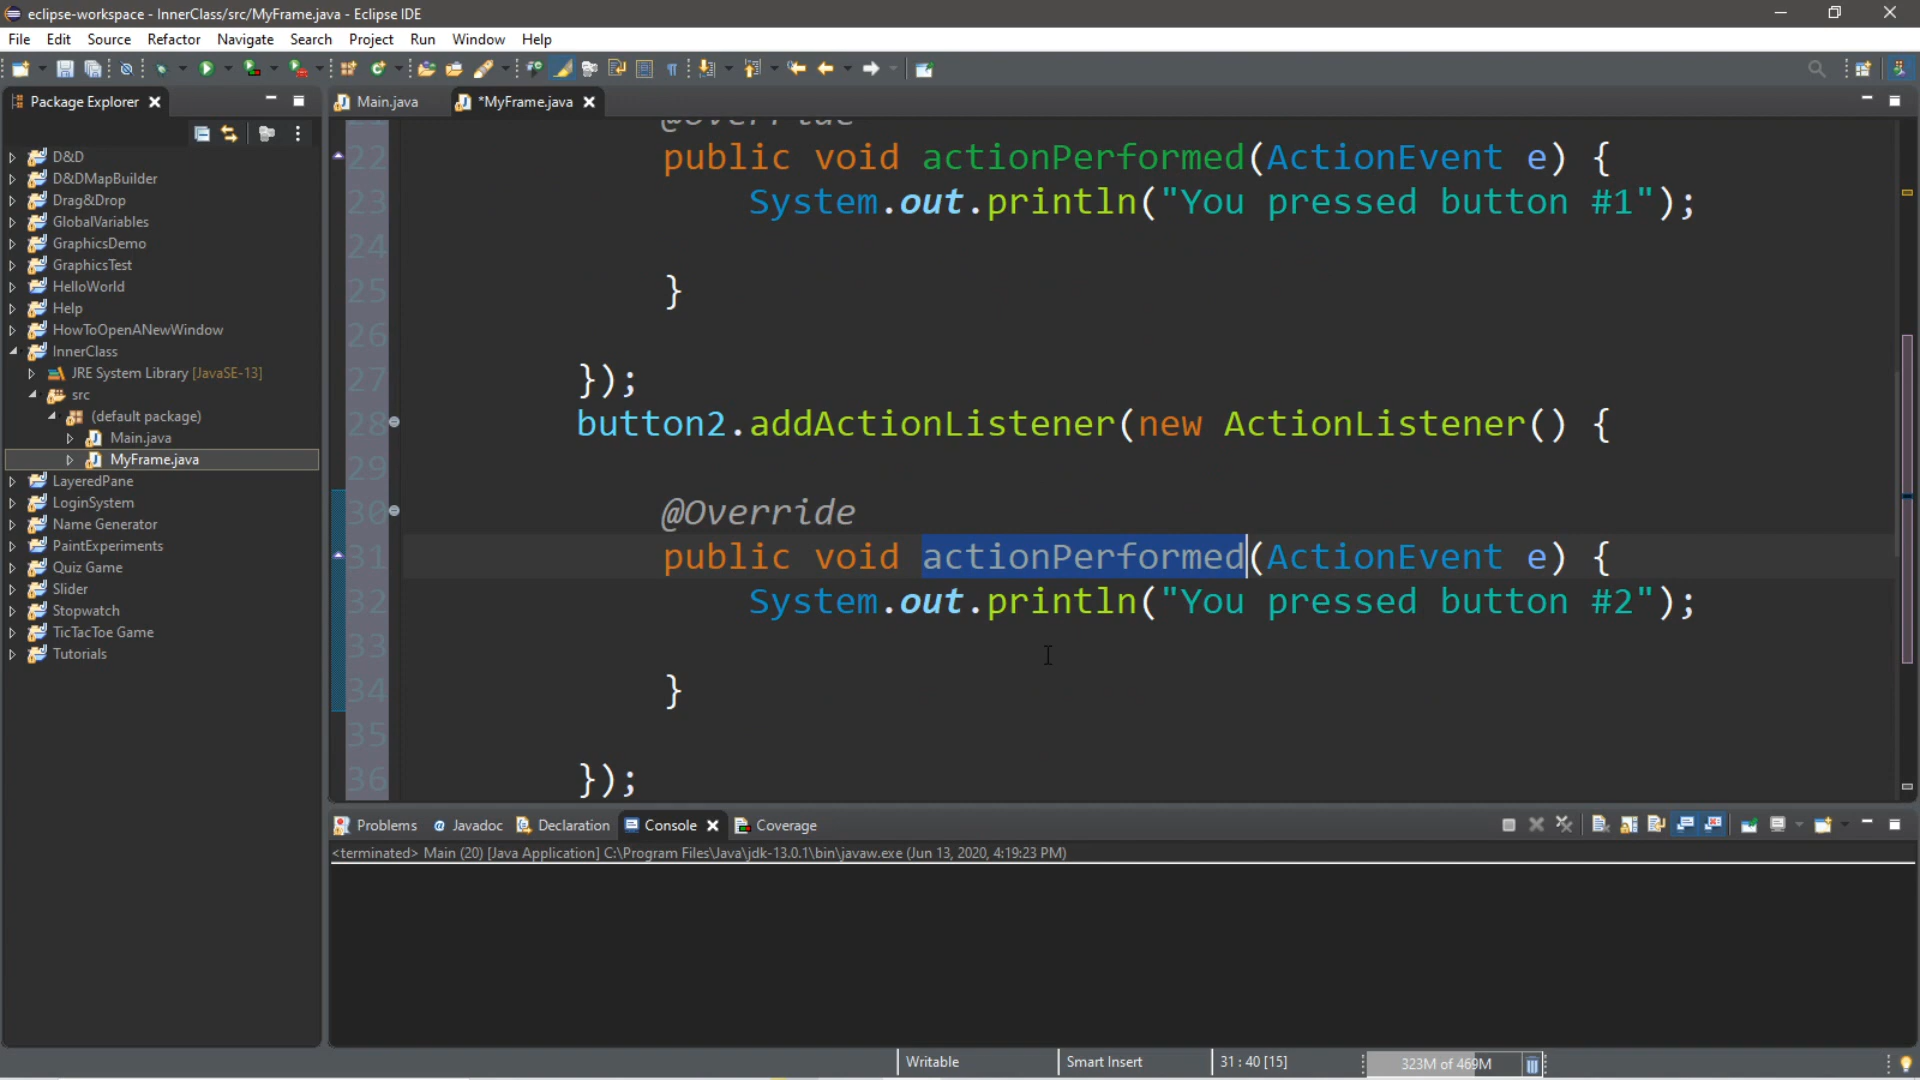 eclipse-workspace - InnerClass/src/MyFrame.java - Eclipse IDE
File Edit Source Refactor Navigate Search Project Run Window Help
Package Explorer
Main.java *MyFrame.java
D&D
D&DMapBuilder
Drag&Drop
GlobalVariables
GraphicsDemo
GraphicsTest
HelloWorld
Help
HowToOpenANewWindow
InnerClass
JRE System Library [JavaSE-13]
src
(default package)
Main.java
MyFrame.java
LayeredPane
LoginSystem
Name Generator
PaintExperiments
Quiz Game
Slider
Stopwatch
TicTacToe Game
Tutorials
@Override
22 public void actionPerformed(ActionEvent e) {
23 System.out.println("You pressed button #1");
24
25 }
26
27 });
28 button2.addActionListener(new ActionListener() {
29
30 @Override
31 public void actionPerformed(ActionEvent e) {
32 System.out.println("You pressed button #2");
33
34 }
35
36 });
Problems Javadoc Declaration Console Coverage
<terminated> Main (20) [Java Application] C:\Program Files\Java\jdk-13.0.1\bin\javaw.exe (Jun 13, 2020, 4:19:23 PM)
Writable Smart Insert 31 : 40 [15] 323M of 469M